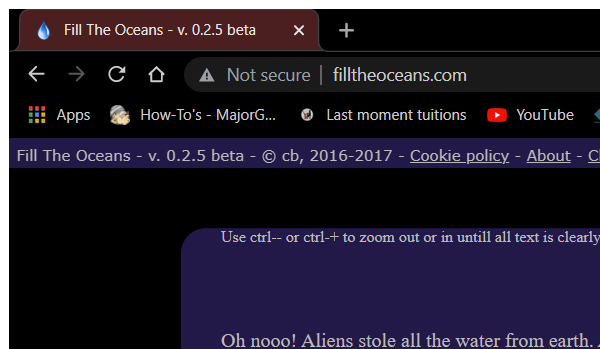 Fill The Oceans - v. 0.2.5 beta
Not secure | filltheoceans.com
Apps How-To's - MajorG... Last moment tuitions YouTube
Fill The Oceans - v. 0.2.5 beta - © cb, 2016-2017 - Cookie policy - About -
Use ctrl-- or ctrl-+ to zoom out or in untill all text is clearly
Oh nooo! Aliens stole all the water from earth.